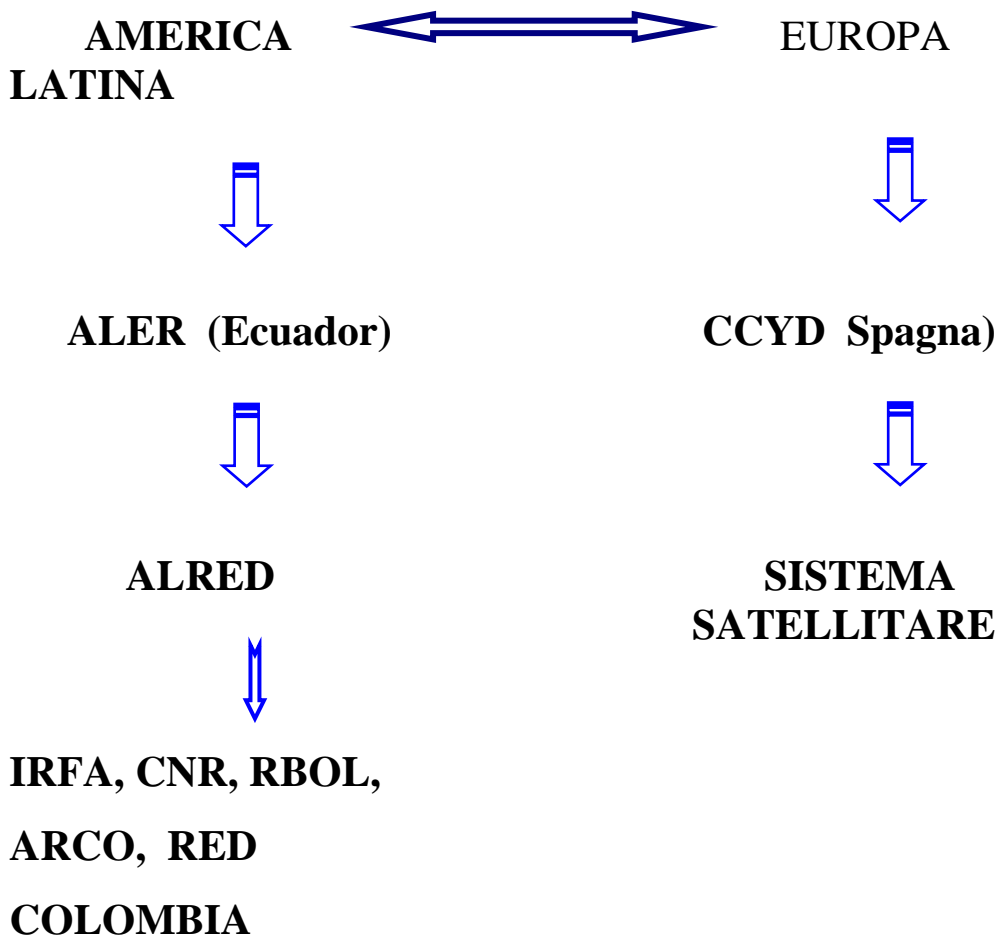 AMERICA
LATINA
EUROPA
ALER (Ecuador)
CCYD Spagna)
ALRED
SISTEMA
SATELLITARE
IRFA, CNR, RBOL,
ARCO, RED
COLOMBIA